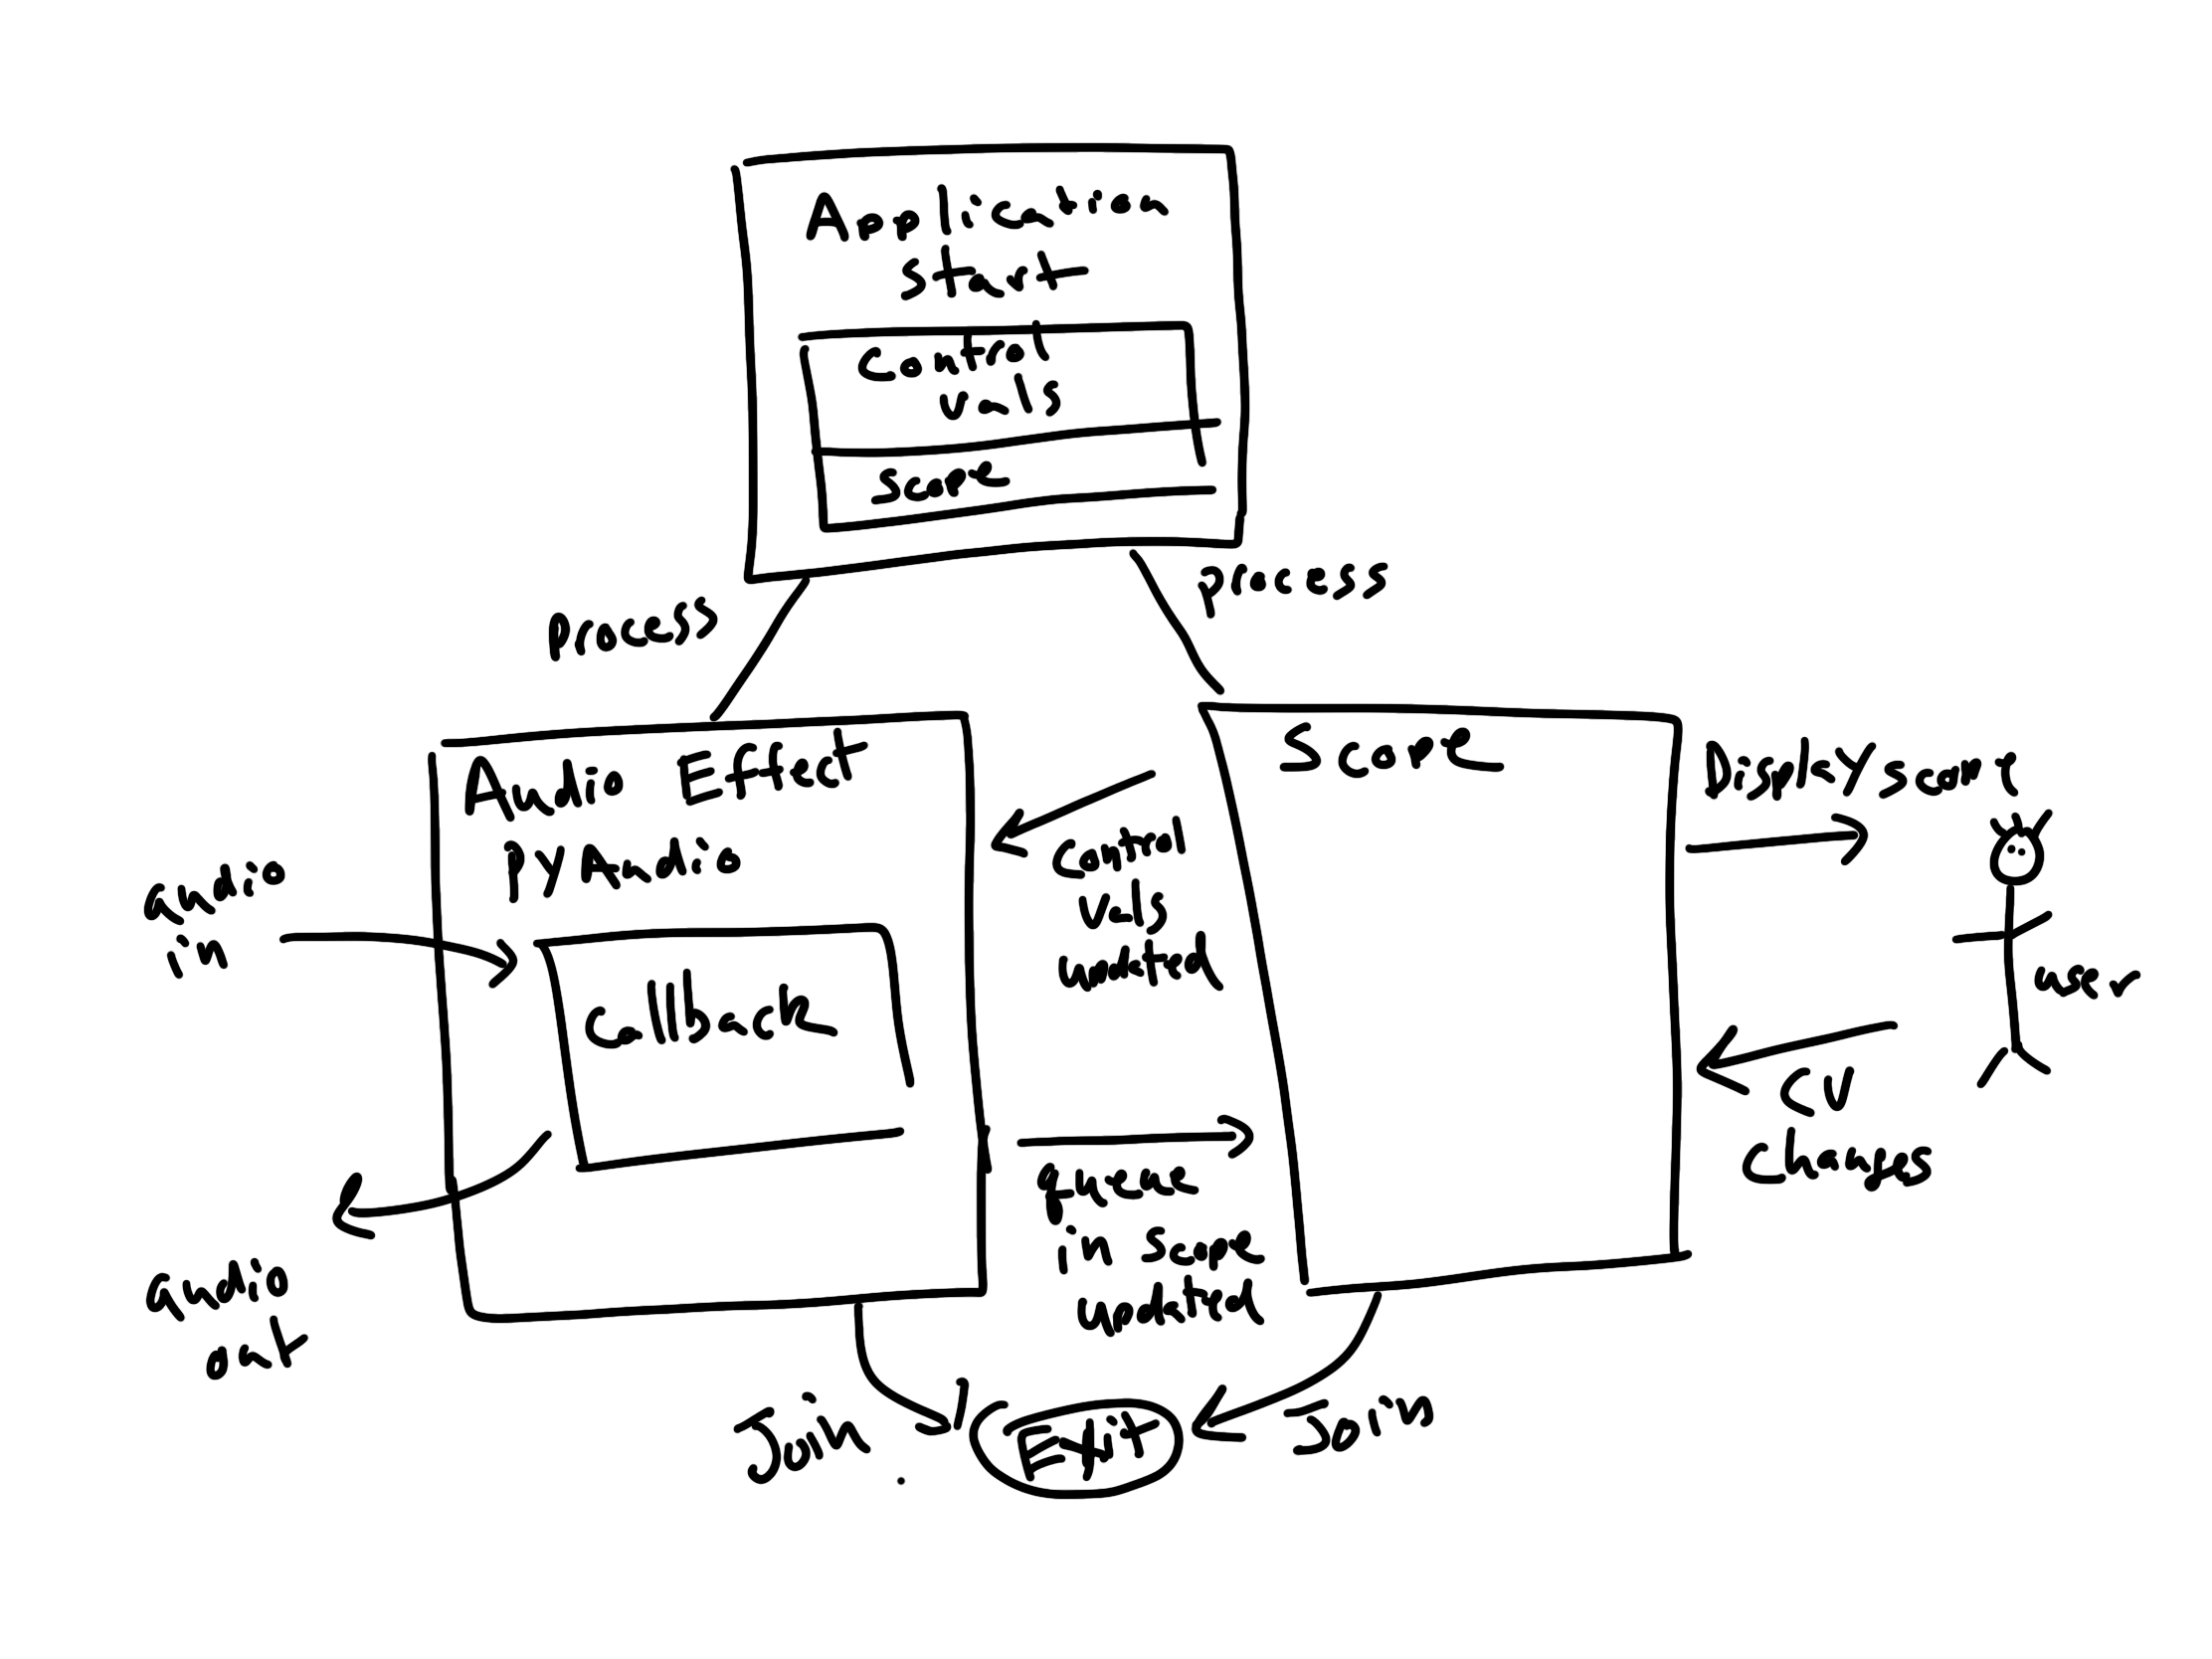 Application
start
Control
vals
Scope
process
process
Audio Effect
pyAudio
Callback
audio
in
audio
out
Control
vals
updated
queue
in scope
updated
Scope
Display
user
CV
changes
Join
Exit
Join